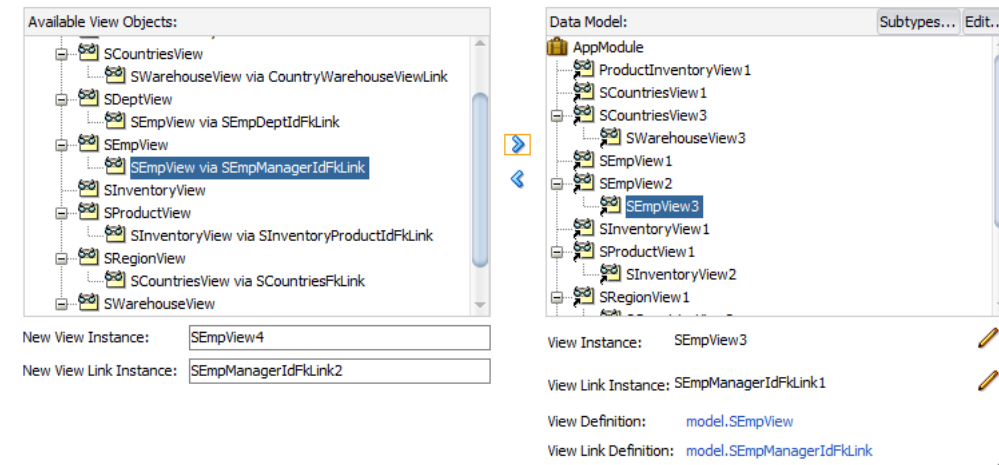 Available View Objects:
SCountriesView
SWarehouseView via CountryWarehouseViewLink
SDeptView
SEmpView via SEmpDeptIdFkLink
SEmpView
SEmpView via SEmpManagerIdFkLink
SInventoryView
SProductView
SInventoryView via SInventoryProductIdFkLink
SRegionView
SCountriesView via SCountriesFkLink
SWarehouseView
New View Instance: SEmpView4
New View Link Instance: SEmpManagerIdFkLink2
Data Model: Subtypes... Edit..
AppModule
ProductInventoryView1
SCountriesView1
SCountriesView3
SWarehouseView3
SEmpView1
SEmpView2
SEmpView3
SInventoryView1
SProductView1
SInventoryView2
SRegionView1
View Instance: SEmpView3
View Link Instance: SEmpManagerIdFkLink1
View Definition: model.SEmpView
View Link Definition: model.SEmpManagerIdFkLink